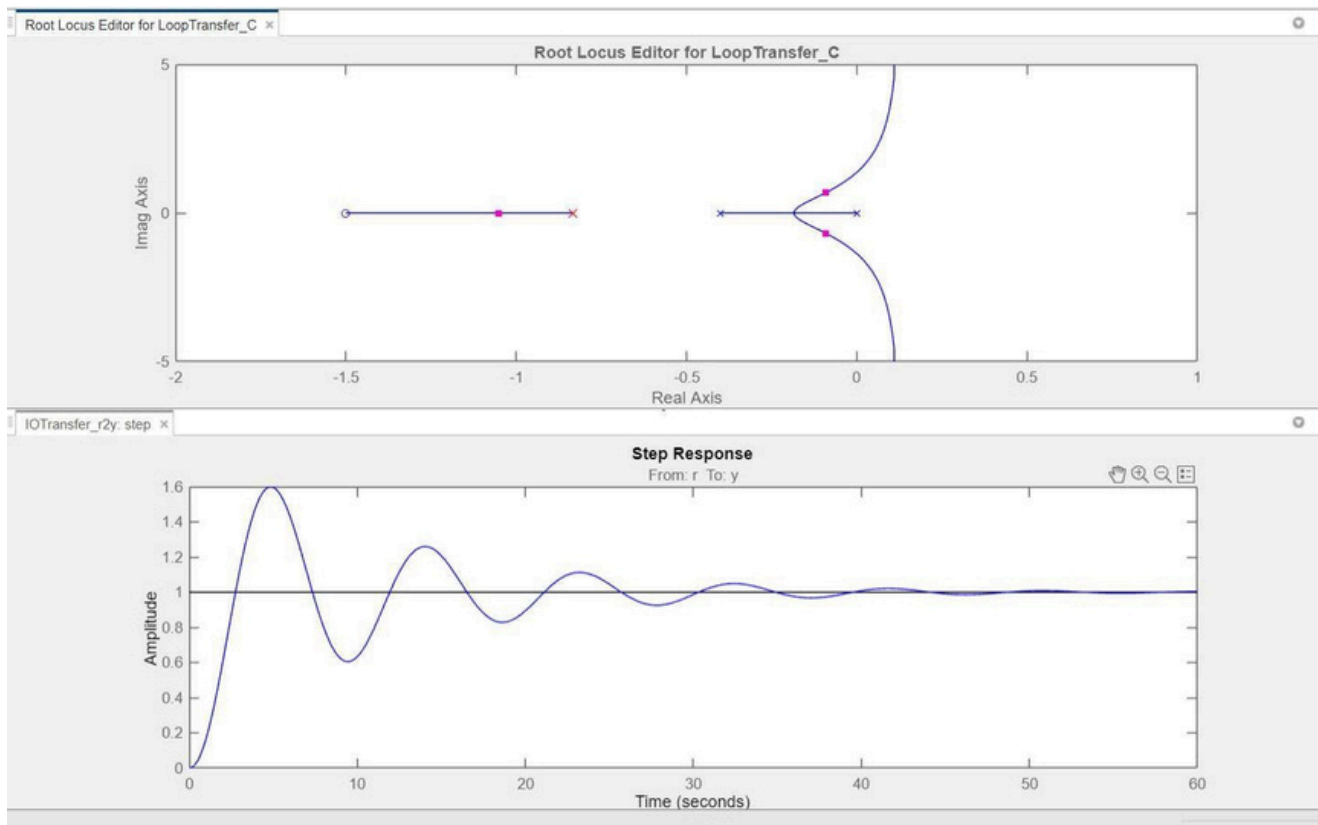 Root Locus Editor for LoopTransfer_C ×
Root Locus Editor for LoopTransfer_C
5
0
-5
Imag Axis
-2 -1.5 -1 -0.5 0 0.5 1
Real Axis
IOTransfer_r2y: step ×
Step Response
From: r To: y
1.6
1.4
1.2
1
0.8
0.6
0.4
0.2
0
Amplitude
0 10 20 30 40 50 60
Time (seconds)